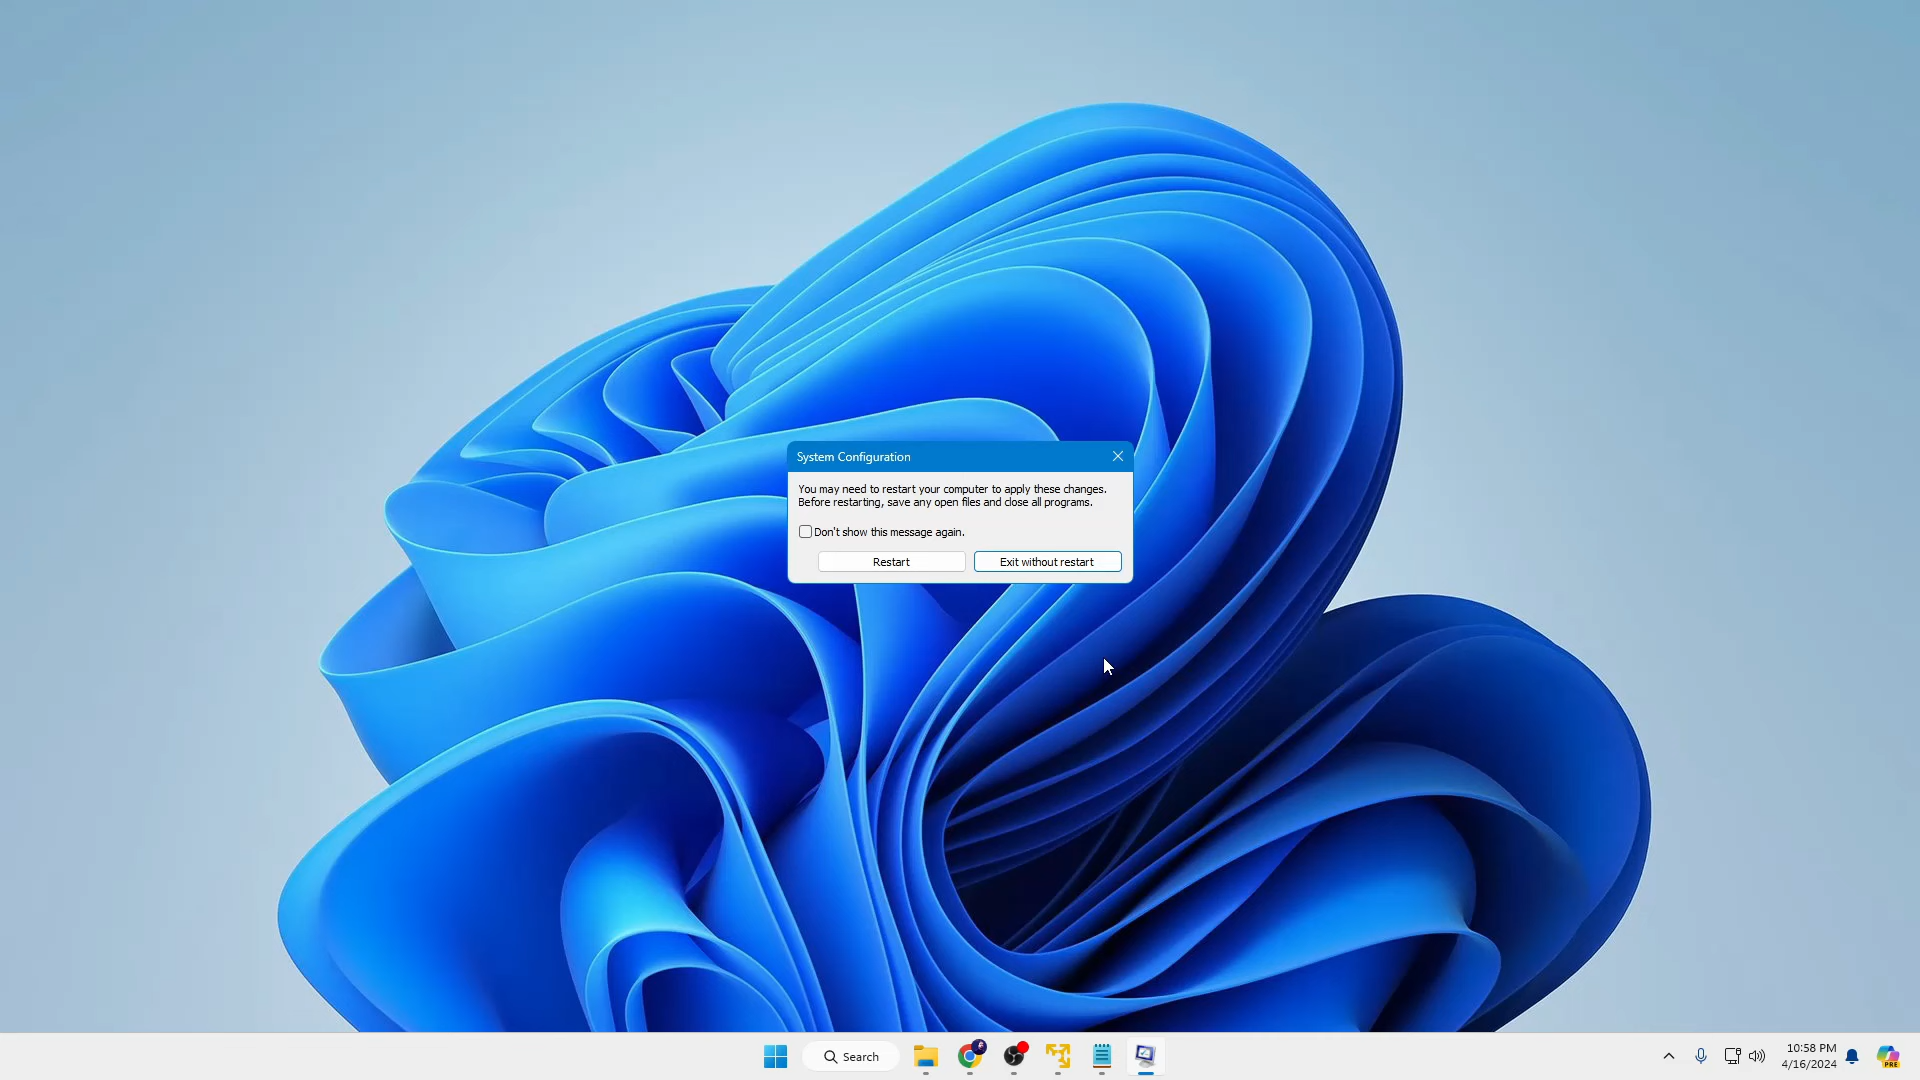 System Configuration
You may need to restart your computer to apply these changes.
Before restarting, save any open files and close all programs.
Don't show this message again.
Restart
Exit without restart
Search
10:58 PM
4/16/2024
PRE